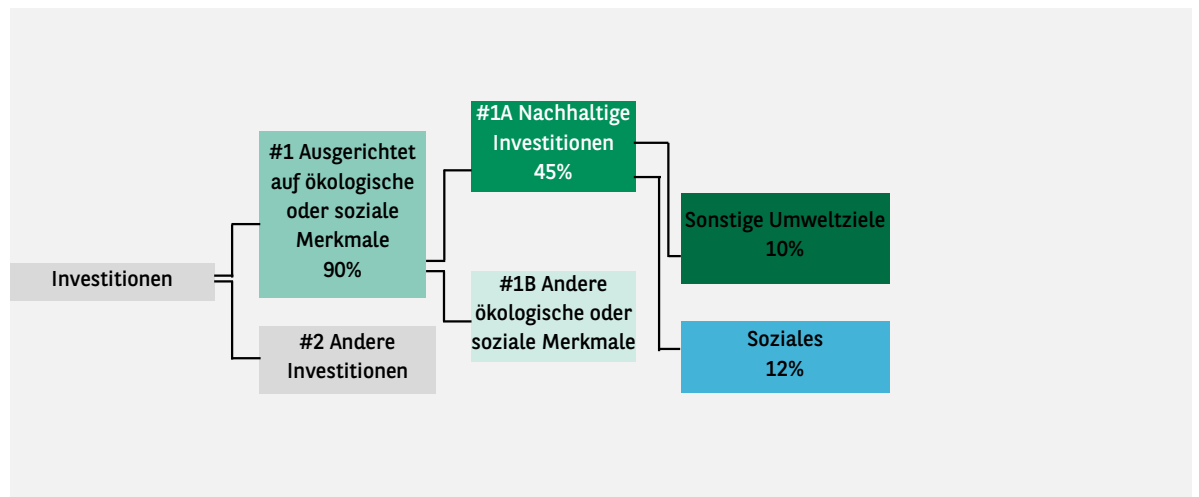 Investitionen
#1 Ausgerichtet
auf ökologische
oder soziale
Merkmale
90%
#2 Andere
Investitionen
#1A Nachhaltige
Investitionen
45%
#1B Andere
ökologische oder
soziale Merkmale
Sonstige Umweltziele
10%
Soziales
12%